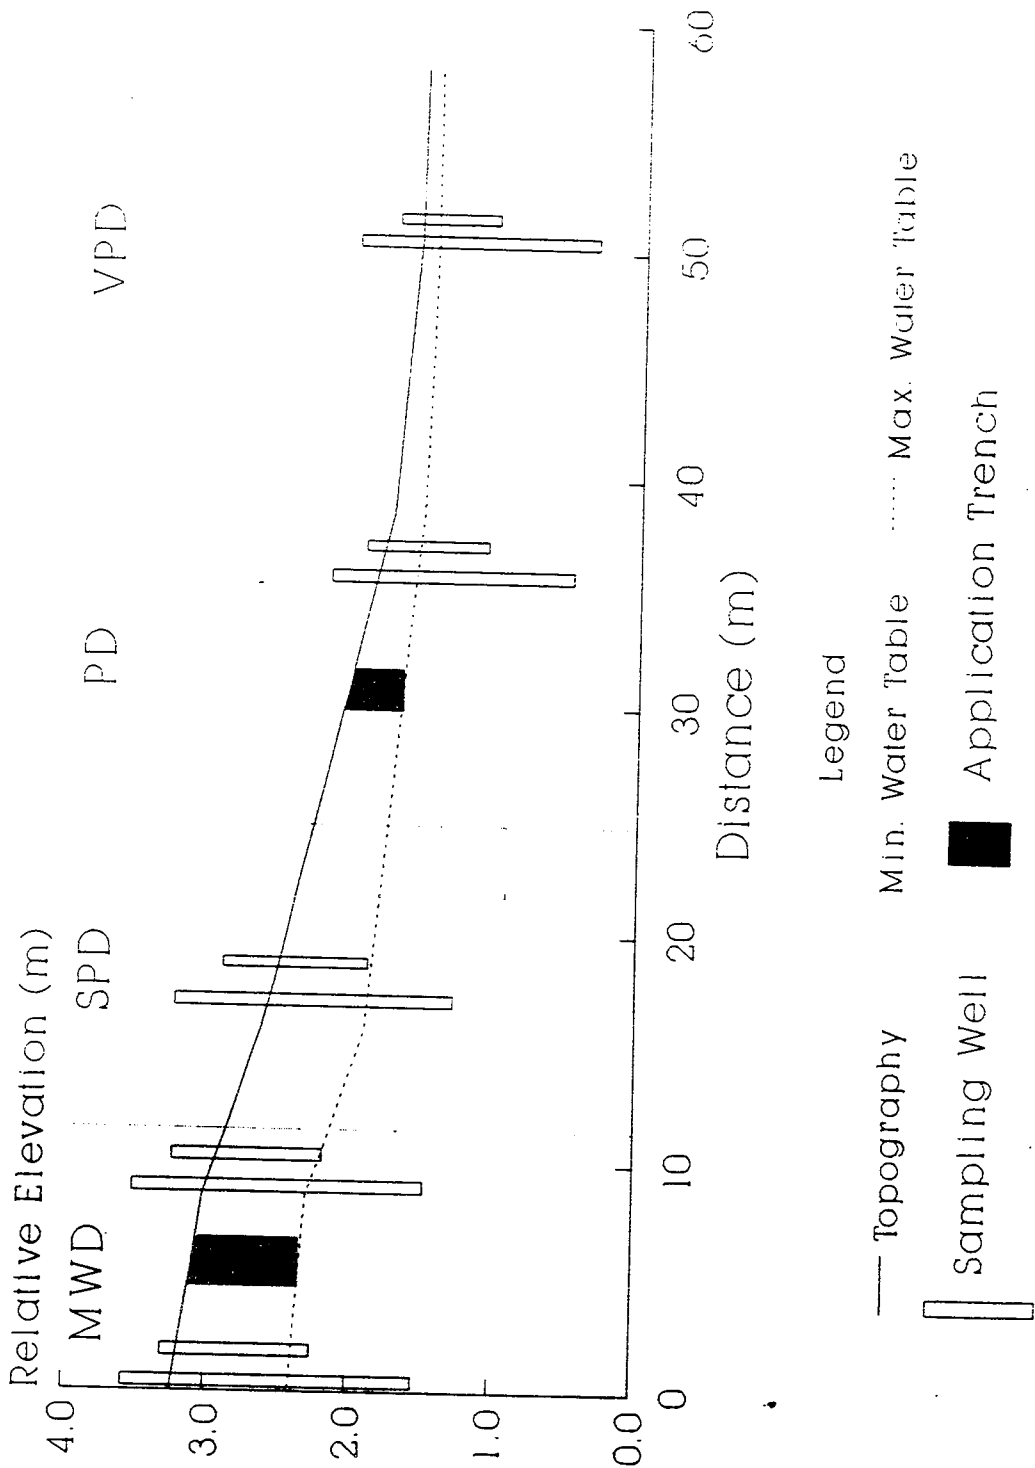 Relative Elevation (m)
MWD SPD PD VPD
4.0
3.0
2.0
1.0
0.0
0 10 20 30 40 50 60
Distance (m)
Legend
Topography Min. Water Table Max. Water Table
Sampling Well Application Trench